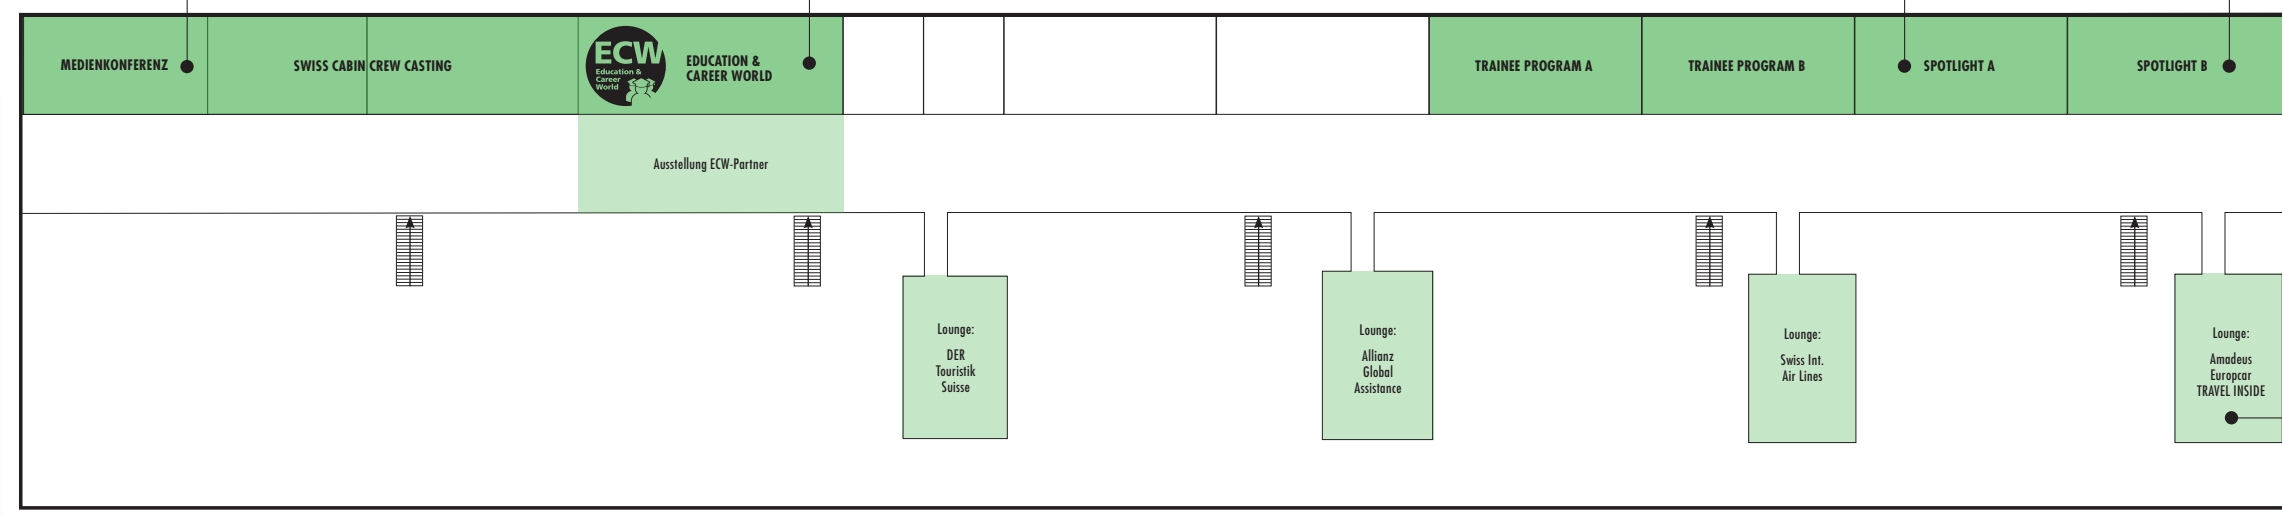 MEDIENKONFERENZ
SWISS CABIN CREW CASTING
ECW
Education &
Career
World
EDUCATION &
CAREER WORLD
TRAINEE PROGRAM A
TRAINEE PROGRAM B
SPOTLIGHT A
SPOTLIGHT B
Ausstellung ECW-Partner
Lounge:
DER
Touristik
Suisse
Lounge:
Allianz
Global
Assistance
Lounge:
Swiss Int.
Air Lines
Lounge:
Amadeus
Europcar
TRAVEL INSIDE